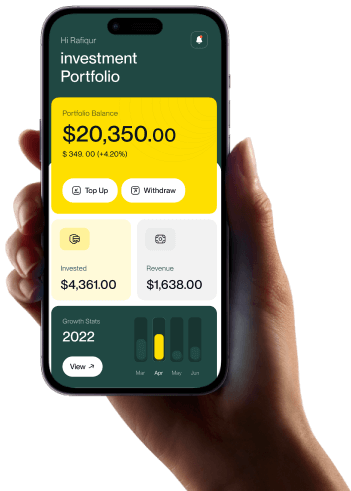 Hi Rafiqur
investment
Portfolio
Portfolio Balance
$20,350.00
$ 349. 00 (+4.20%)
Top Up
Withdraw
Invested
$4,361.00
Revenue
$1,638.00
Growth Stats
2022
View
Mar Apr May Jun